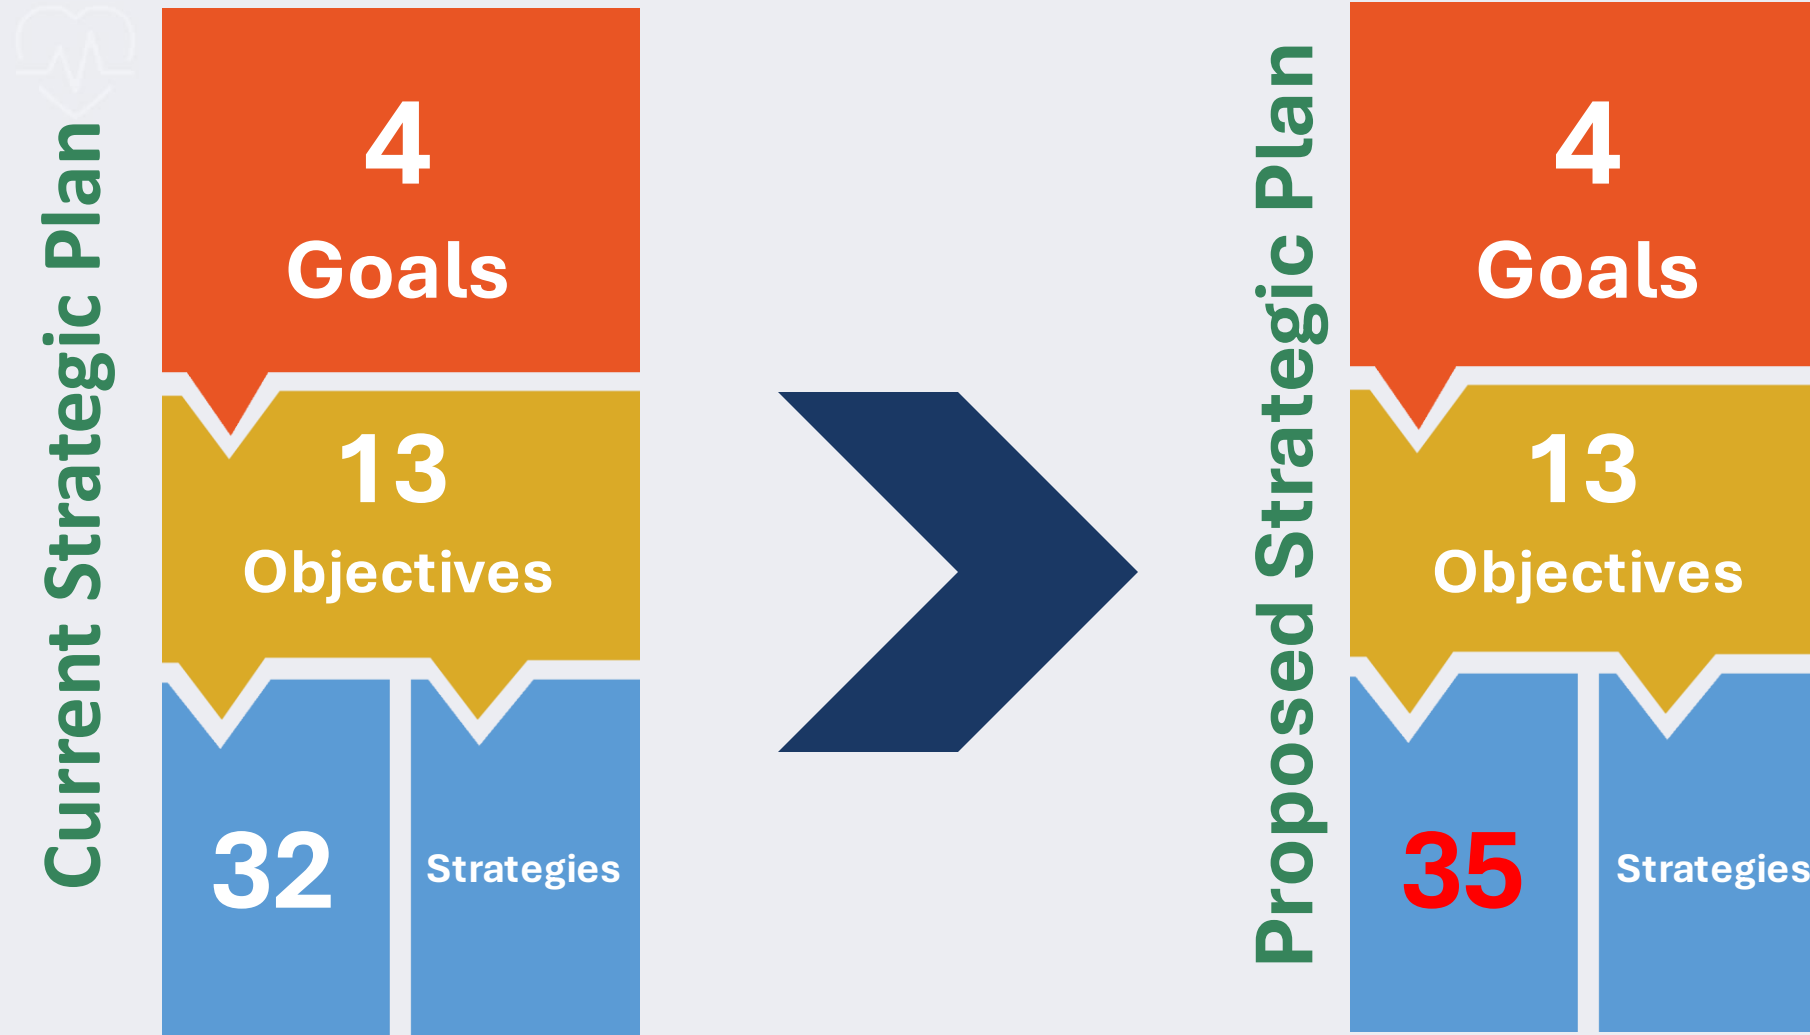 Current Strategic Plan
4
Goals
13
Objectives
32
Strategies
Proposed Strategic Plan
4
Goals
13
Objectives
35
Strategies